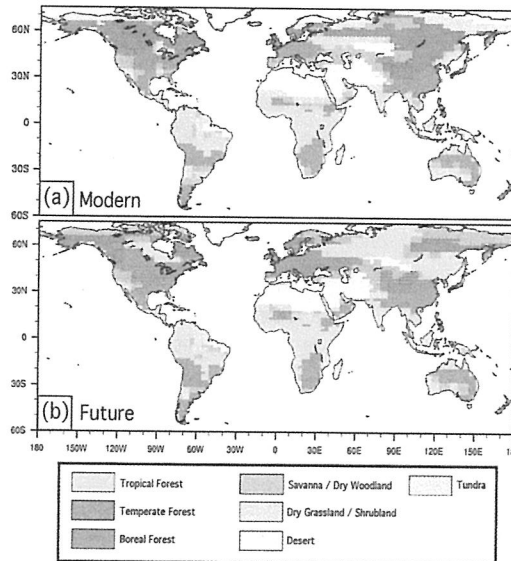 60N
30N
0
30S
60S
(a) Modern
60N
30N
0
30S
60S
(b) Future
180 150W 120W 90W 60W 30W 0 30E 60E 90E 120E 150E 18
Tropical Forest Savanna / Dry Woodland Tundra
Temperate Forest Dry Grassland / Shrubland
Boreal Forest Desert